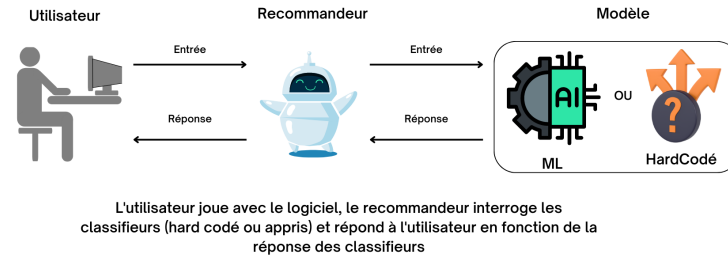 Utilisateur
Recommandeur
Modèle
Entrée
Entrée
Réponse
Réponse
AI
OU
?
ML
HardCodé
L'utilisateur joue avec le logiciel, le recommandeur interroge les
classifieurs (hard codé ou appris) et répond à l'utilisateur en fonction de la
réponse des classifieurs